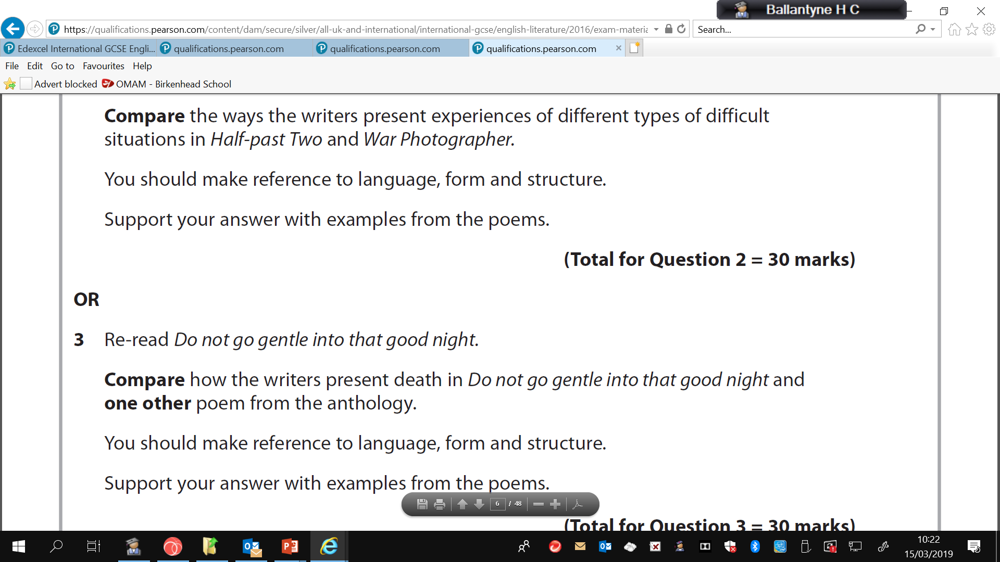 Ballantyne H C
https://qualifications.pearson.com/content/dam/secure/silver/all-uk-and-international/international-gcse/english-literature/2016/exam-materia
Search...
Edexcel International GCSE Engli...
qualifications.pearson.com
qualifications.pearson.com
qualifications.pearson.com
File Edit Go to Favourites Help
Advert blocked OMAM - Birkenhead School
Compare the ways the writers present experiences of different types of difficult
situations in Half-past Two and War Photographer.
You should make reference to language, form and structure.
Support your answer with examples from the poems.
(Total for Question 2 = 30 marks)
OR
3 Re-read Do not go gentle into that good night.
Compare how the writers present death in Do not go gentle into that good night and
one other poem from the anthology.
You should make reference to language, form and structure.
Support your answer with examples from the poems.
6 / 48
(Total for Question 3 = 30 marks)
10:22
15/03/2019